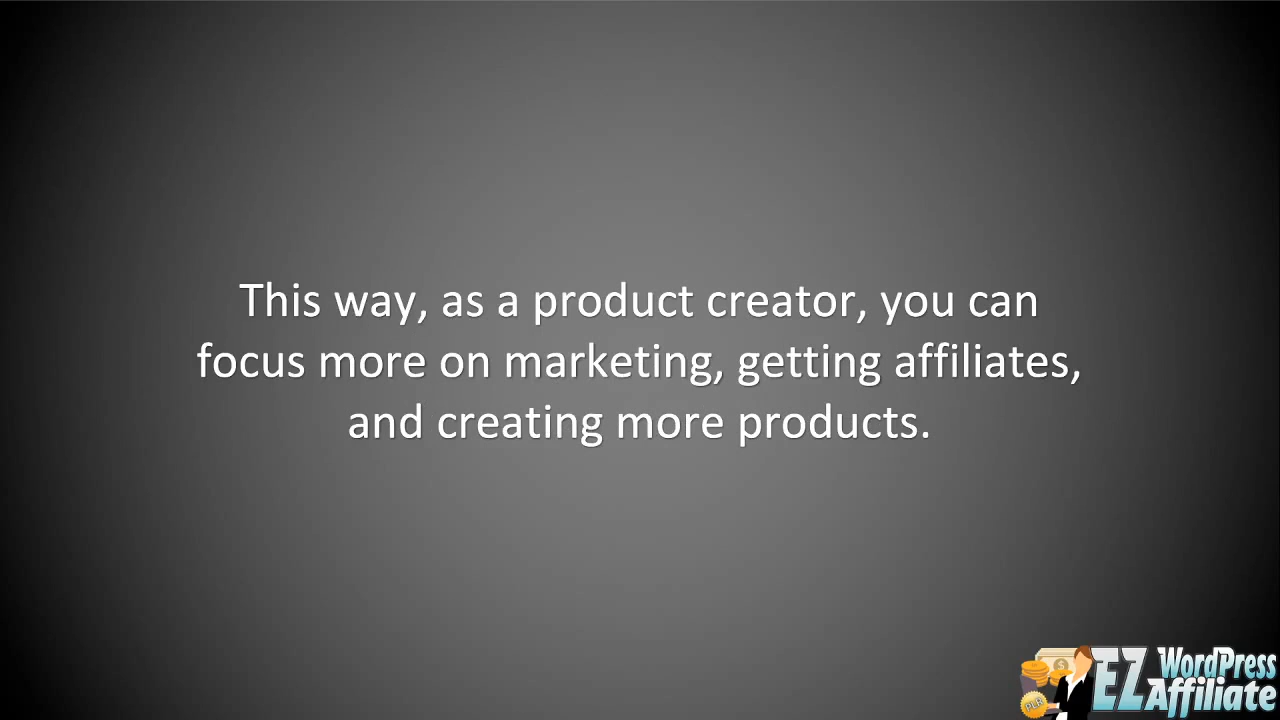 This way, as a product creator, you can
focus more on marketing, getting affiliates,
and creating more products.
PLR
EZ WordPress
Affiliate